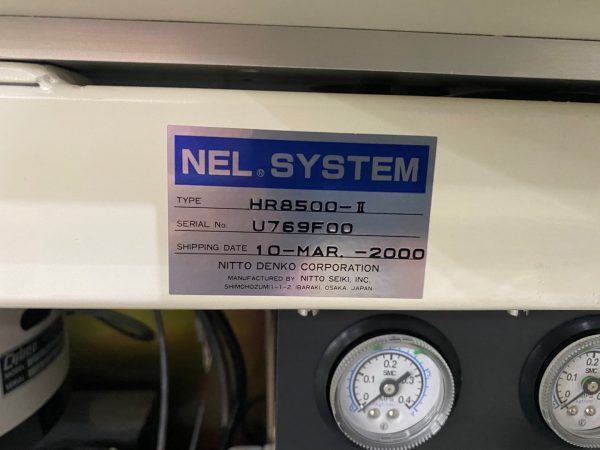 NEL® SYSTEM
TYPE HR8500-II
SERIAL No. U769F00
SHIPPING DATE 10-MAR. -2000
NITTO DENKO CORPORATION
MANUFACTURED BY NITTO SEIKI, INC.
SHIMOHOZUMI 1-1-2 IBARAKI, OSAKA, JAPAN
0 0.1 0.2 0.3 0.4
SMC
0 0.1 0.2
SMC